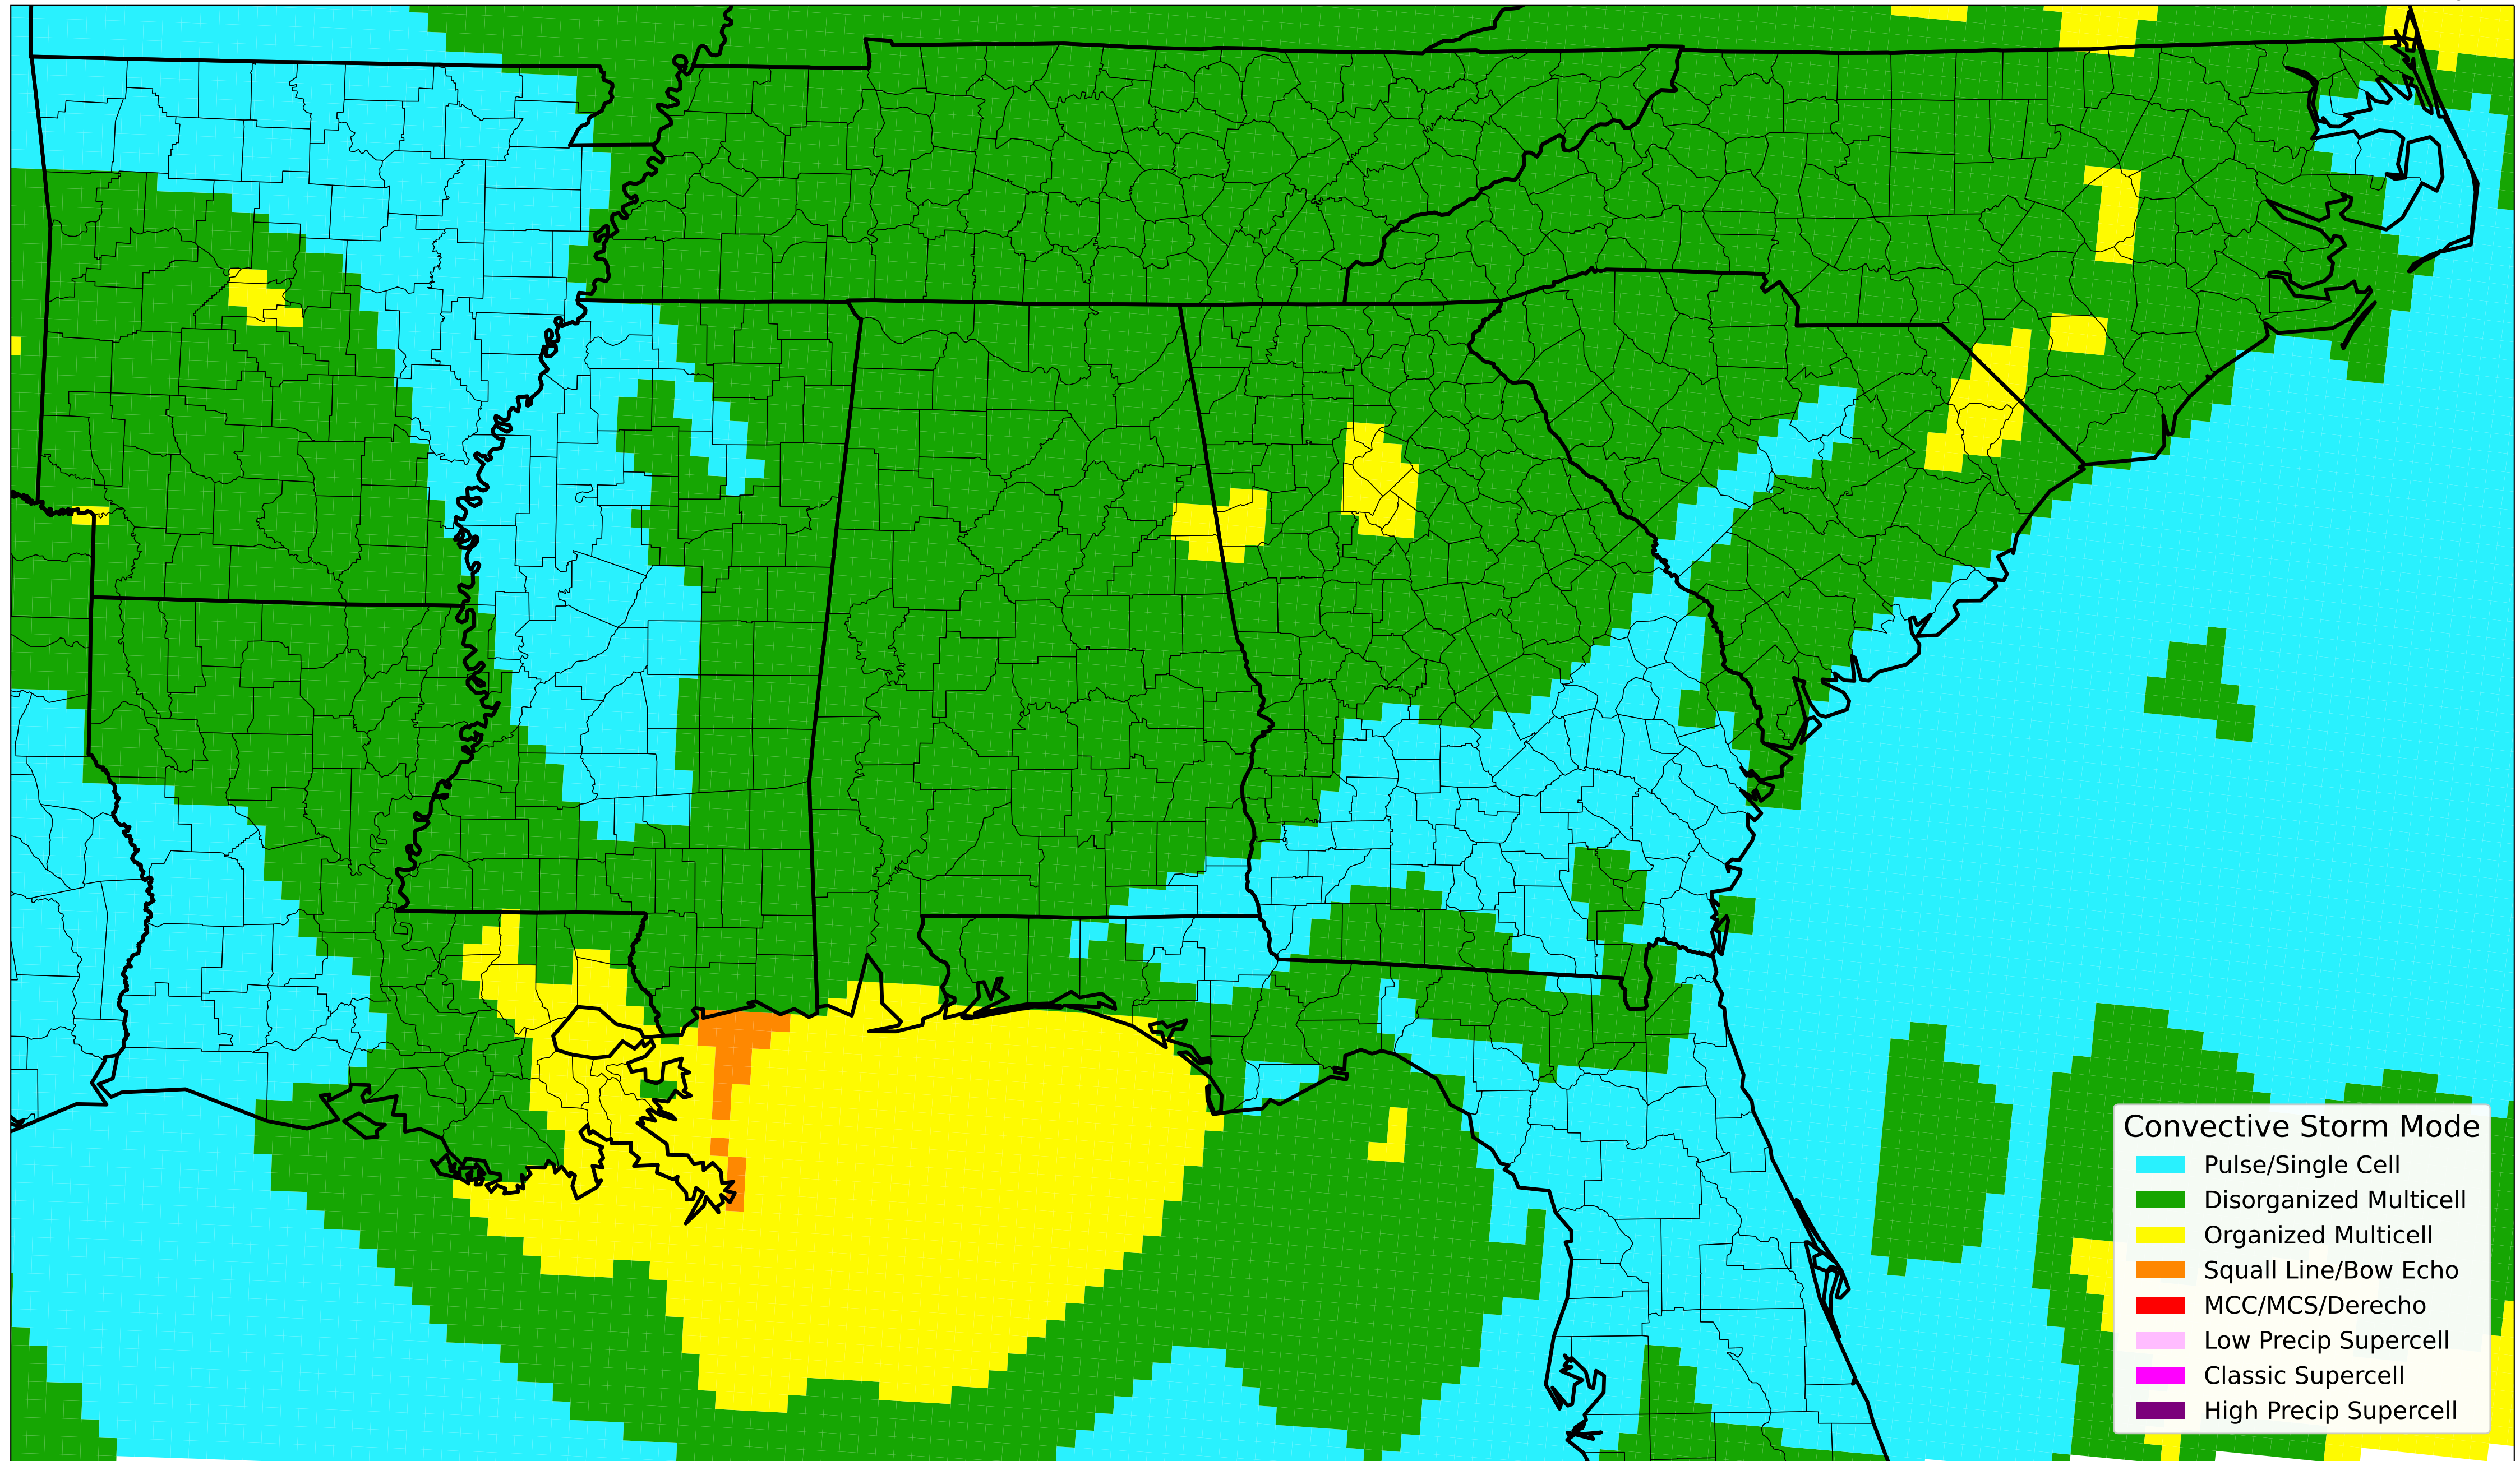 Convective Storm Mode
Pulse/Single Cell
Disorganized Multicell
Organized Multicell
Squall Line/Bow Echo
MCC/MCS/Derecho
Low Precip Supercell
Classic Supercell
High Precip Supercell